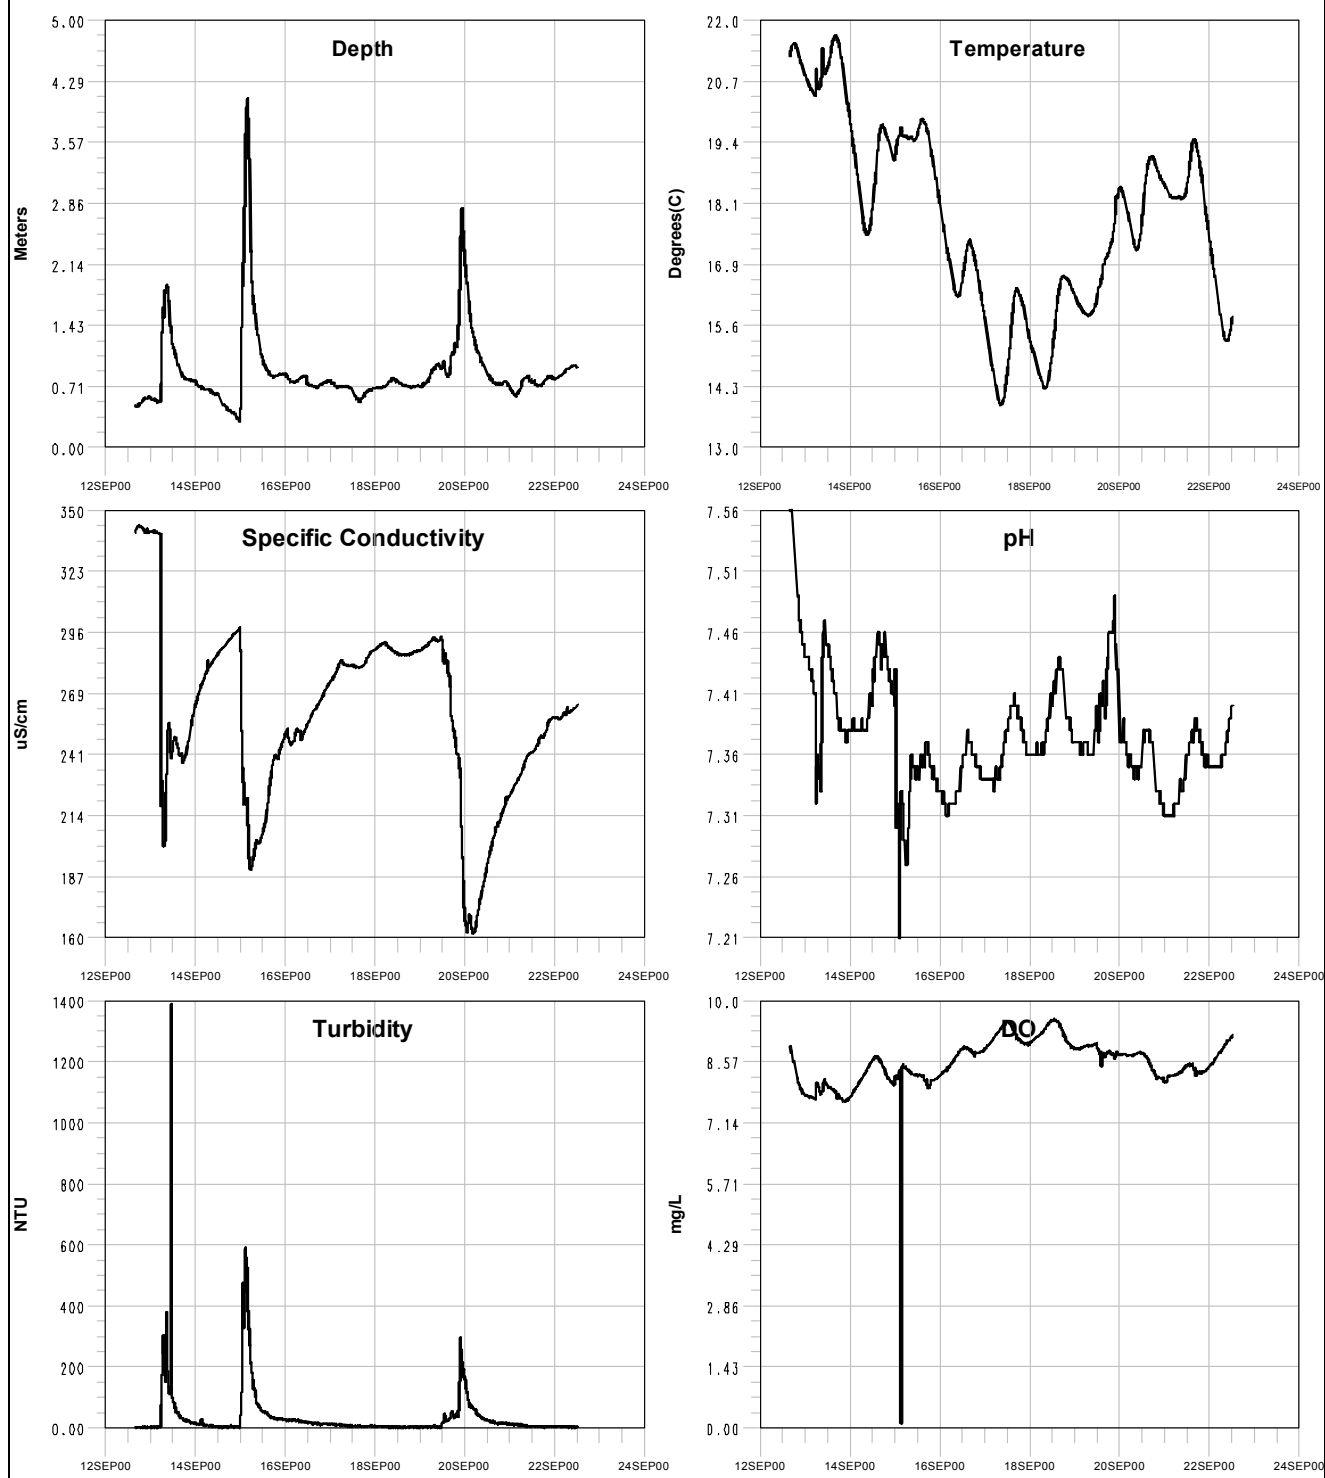 Depth
Meters
5.00
4.29
3.57
2.86
2.14
1.43
0.71
0.00
12SEP00 14SEP00 16SEP00 18SEP00 20SEP00 22SEP00 24SEP00
Temperature
Degrees(C)
22.0
20.7
19.4
18.1
16.9
15.6
14.3
13.0
12SEP00 14SEP00 16SEP00 18SEP00 20SEP00 22SEP00 24SEP00
Specific Conductivity
uS/cm
350
323
296
269
241
214
187
160
12SEP00 14SEP00 16SEP00 18SEP00 20SEP00 22SEP00 24SEP00
pH
7.56
7.51
7.46
7.41
7.36
7.31
7.26
7.21
12SEP00 14SEP00 16SEP00 18SEP00 20SEP00 22SEP00 24SEP00
Turbidity
NTU
1400
1200
1000
800
600
400
200
0.00
12SEP00 14SEP00 16SEP00 18SEP00 20SEP00 22SEP00 24SEP00
DO
mg/L
10.0
8.57
7.14
5.71
4.29
2.86
1.43
0.00
12SEP00 14SEP00 16SEP00 18SEP00 20SEP00 22SEP00 24SEP00